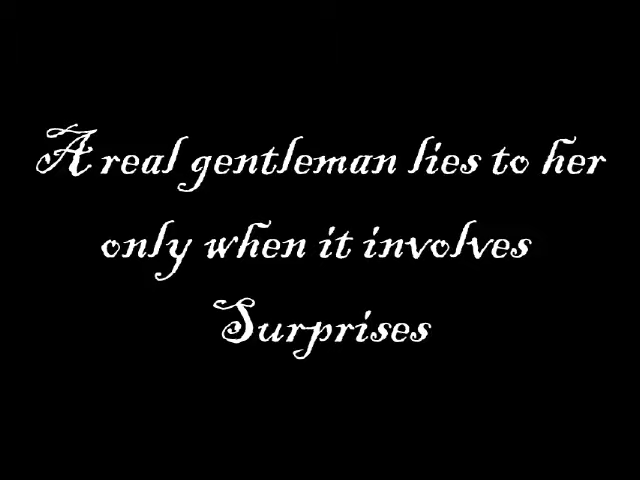 A real gentleman lies to her
only when it involves
Surprises